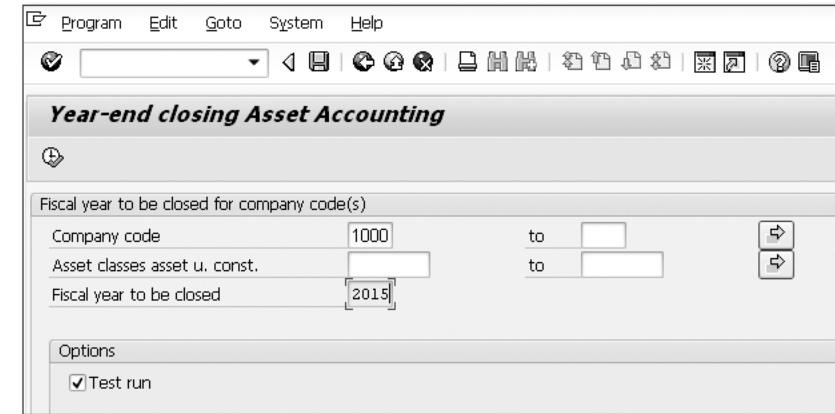 Program Edit Goto System Help
Year-end closing Asset Accounting
Fiscal year to be closed for company code(s)
Company code 1000 to
Asset classes asset u. const. to
Fiscal year to be closed 2015
Options
Test run